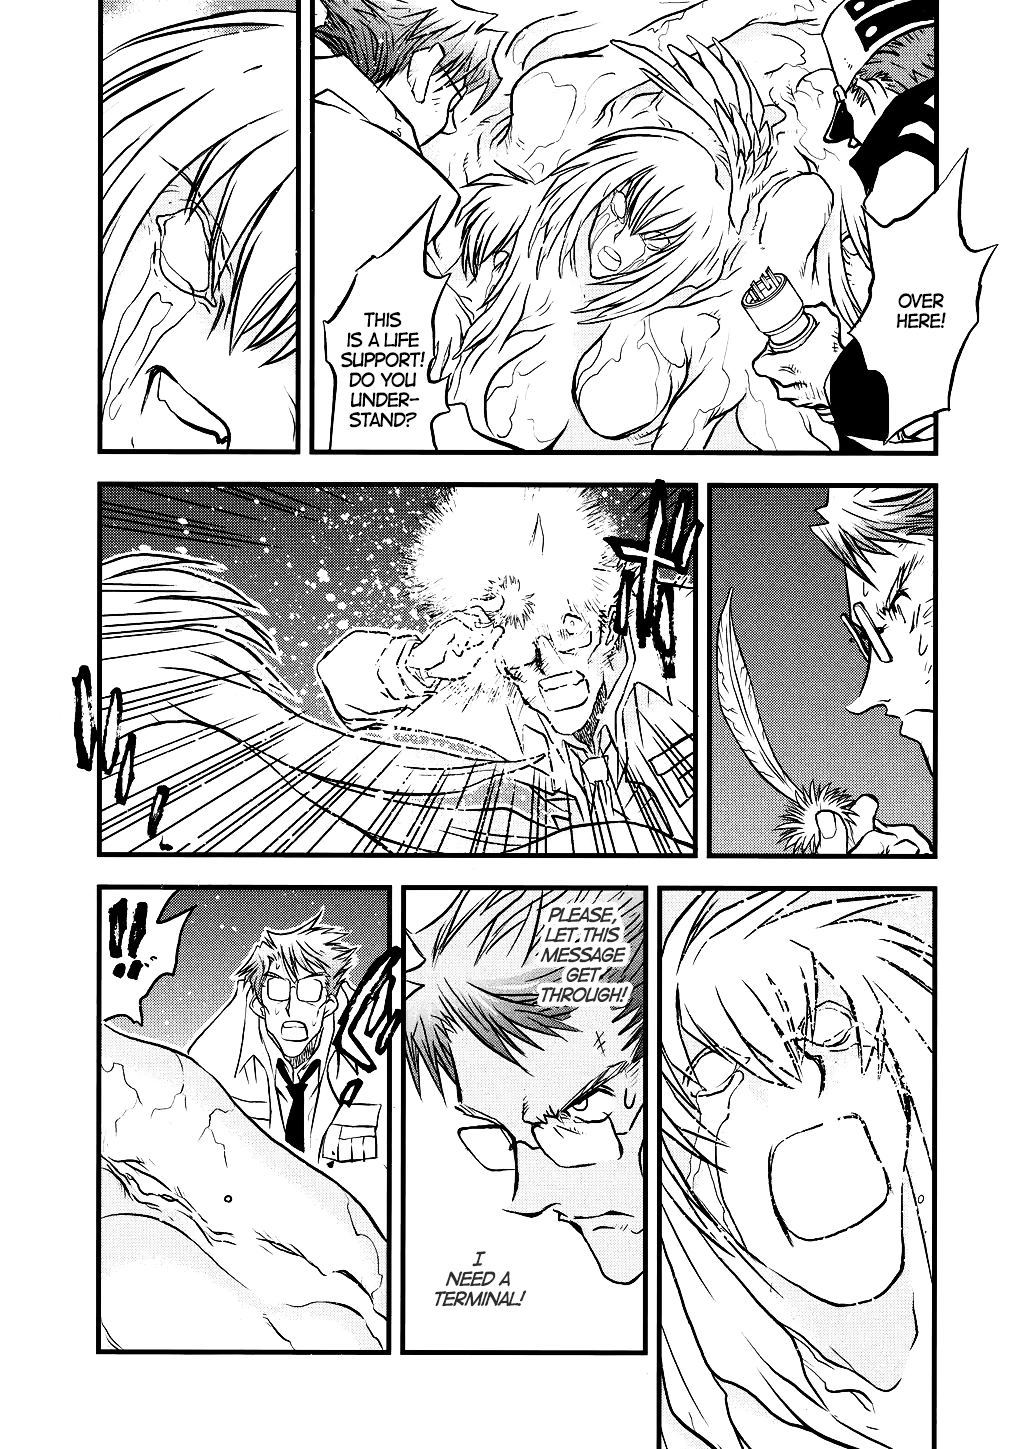 OVER
HERE!
THIS
IS A LIFE
SUPPORT!
DO YOU
UNDER-
STAND?
PLEASE,
LET THIS
MESSAGE
GET
THROUGH!
I
NEED A
TERMINAL!
!!